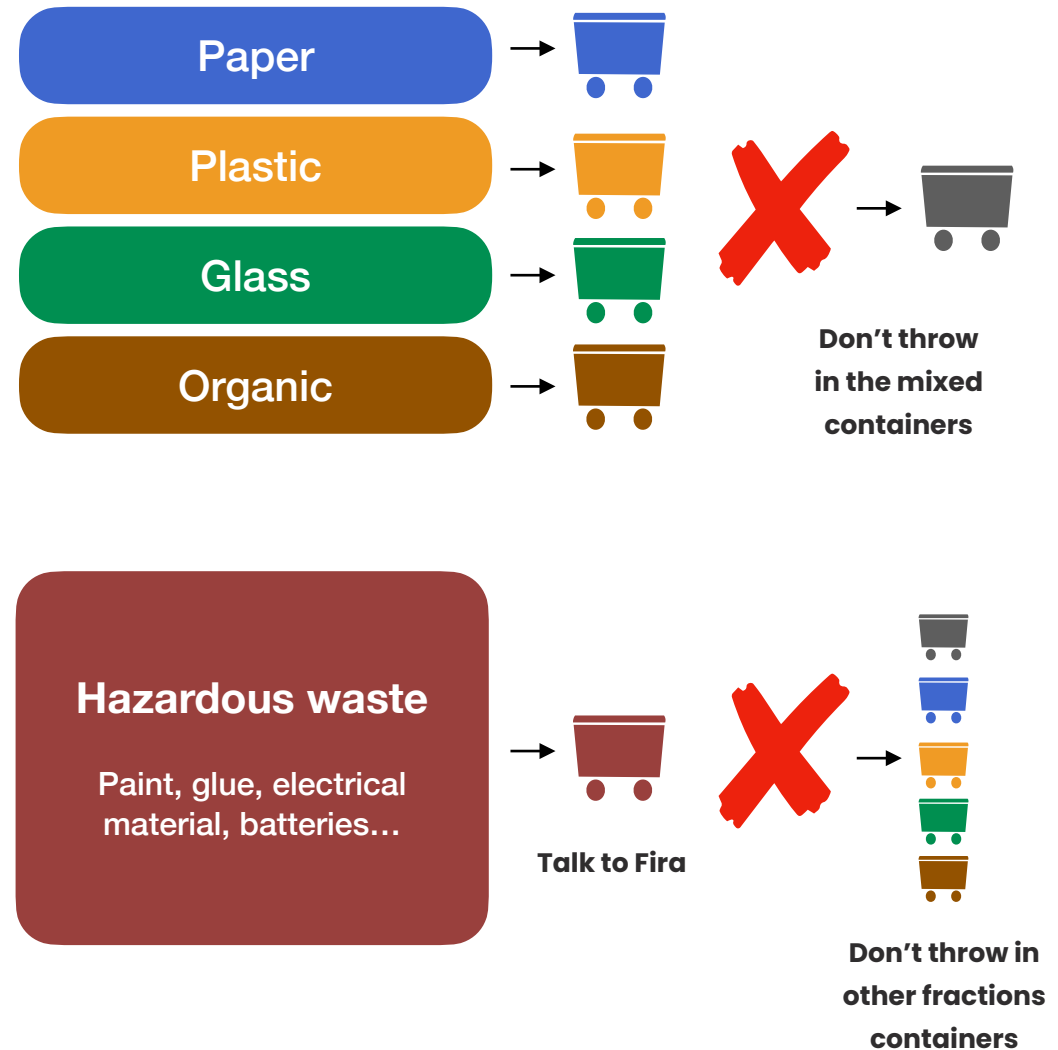 Paper
Plastic
Glass
Organic
Don’t throw
in the mixed
containers
Hazardous waste
Paint, glue, electrical
material, batteries…
Talk to Fira
Don’t throw in
other fractions
containers